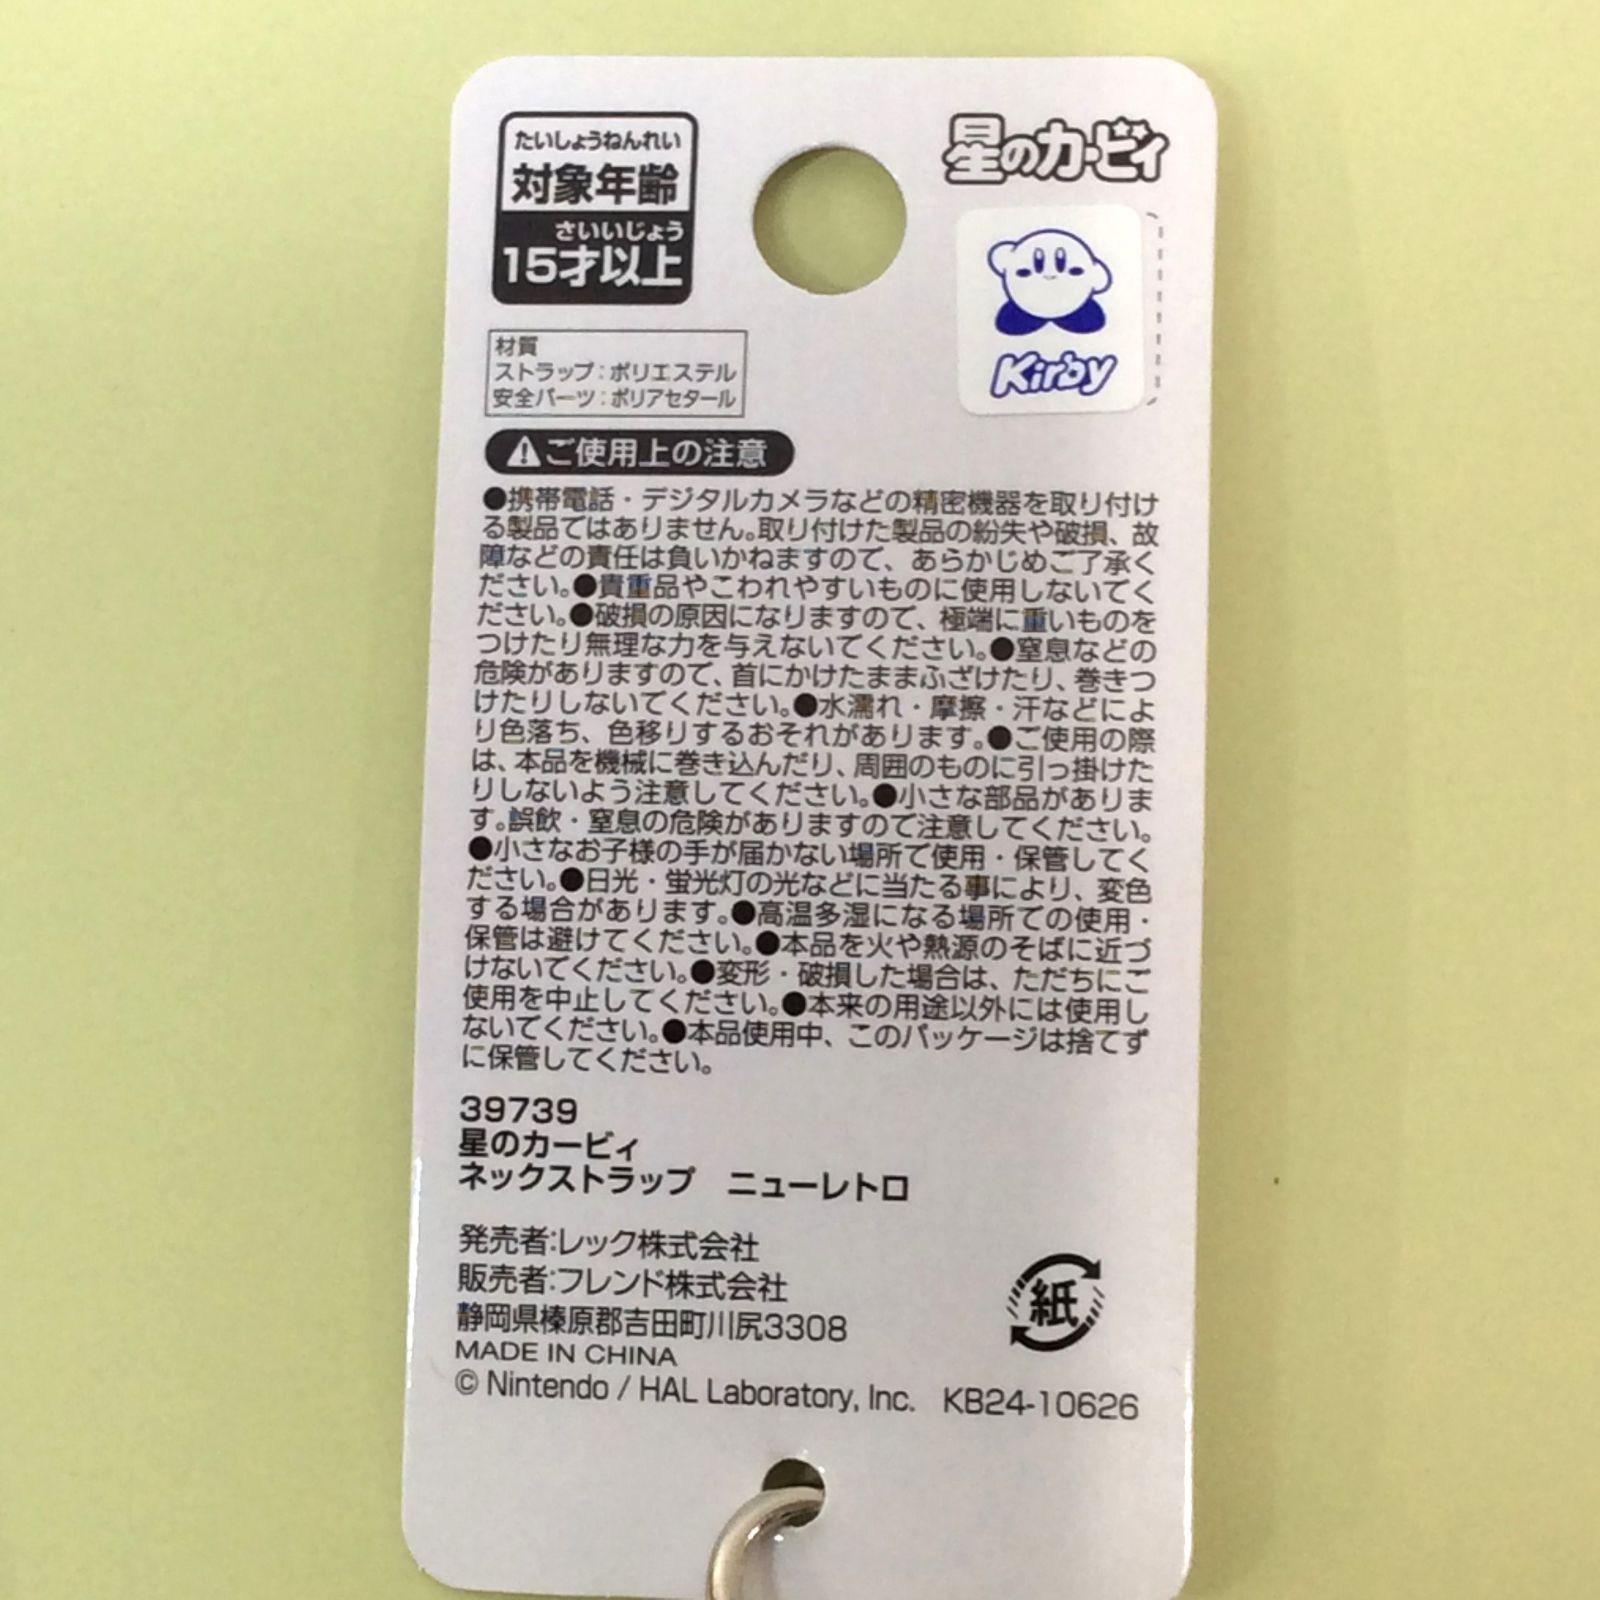 たいしょうねんれい
対象年齢
さいいじょう
15才以上
星のカービィ
Kirby
材質
ストラップ：ポリエステル
安全パーツ：ポリアセタール
ご使用上の注意
●携帯電話・デジタルカメラなどの精密機器を取り付け
る製品ではありません。取り付けた製品の紛失や破損、故
障などの責任は負いかねますので、あらかじめご了承く
ださい。●貴重品やこわれやすいものに使用しないでく
ださい。●破損の原因になりますので、極端に重いものを
つけたり無理な力を与えないでください。●窒息などの
危険がありますので、首にかけたままふざけたり、巻きつ
けたりしないでください。●水濡れ・摩擦・汗などによ
り色落ち、色移りするおそれがあります。●ご使用の際
は、本品を機械に巻き込んだり、周囲のものに引っ掛けた
りしないよう注意してください。●小さな部品がありま
す。誤飲・窒息の危険がありますので注意してください。
●小さなお子様の手が届かない場所で使用・保管してく
ださい。●日光・蛍光灯の光などに当たる事により、変色
する場合があります。●高温多湿になる場所での使用・
保管は避けてください。●本品を火や熱源のそばに近づ
けないでください。●変形・破損した場合は、ただちにご
使用を中止してください。●本来の用途以外には使用し
ないでください。●本品使用中、このパッケージは捨てず
に保管してください。
39739
星のカービィ
ネックストラップ　ニューレトロ
発売者:レック株式会社
販売者:フレンド株式会社
静岡県榛原郡吉田町川尻3308
MADE IN CHINA
© Nintendo / HAL Laboratory, Inc. KB24-10626
紙